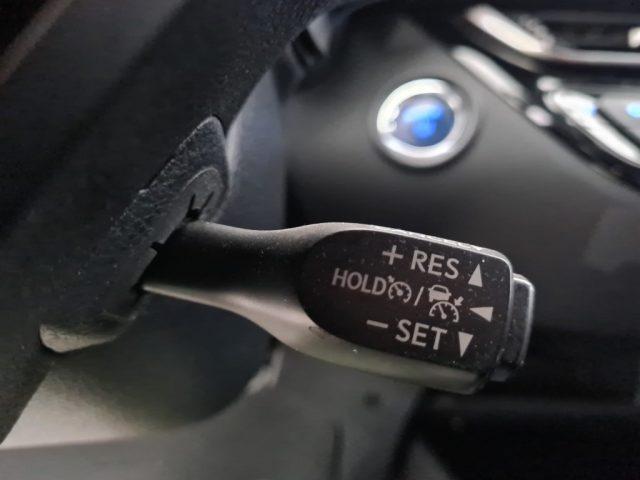 + RES ▲
HOLD / ◀
− SET ▼